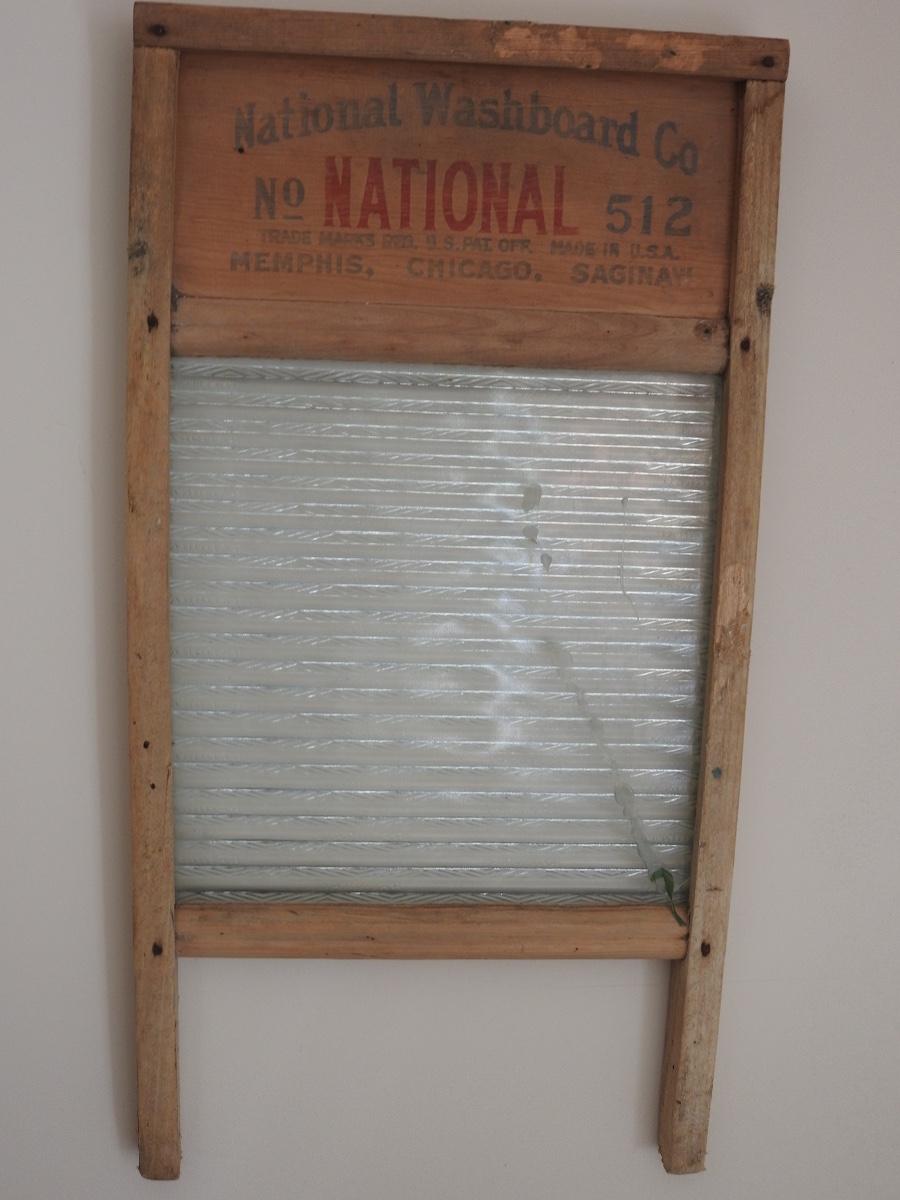 National Washboard Co
No NATIONAL 512
TRADE MARKS REG. U.S. PAT. OFF. MADE IN U.S.A.
MEMPHIS, CHICAGO, SAGINAW